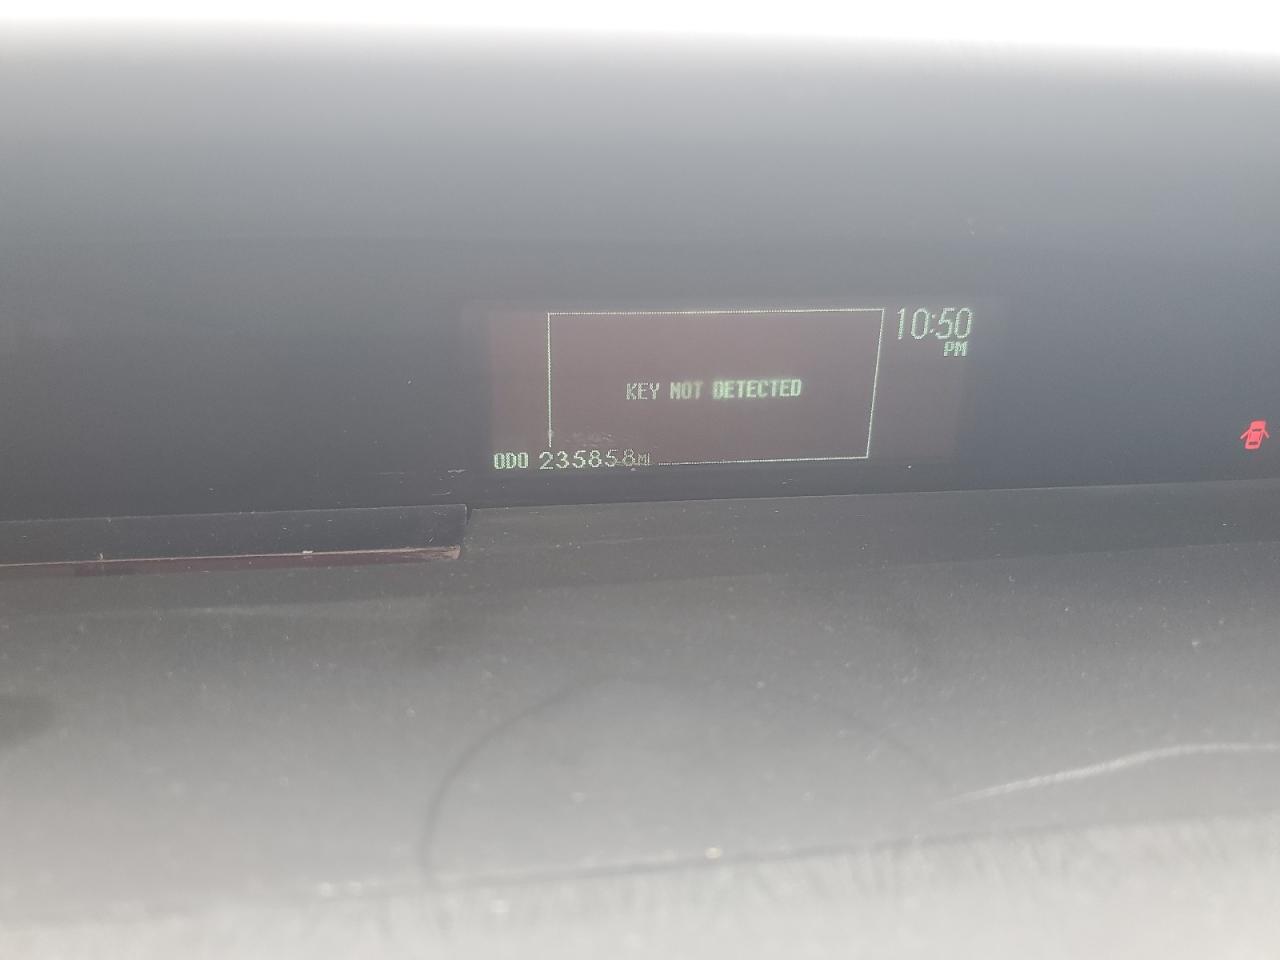 10:50
PM
KEY NOT DETECTED
ODO 235858 MI